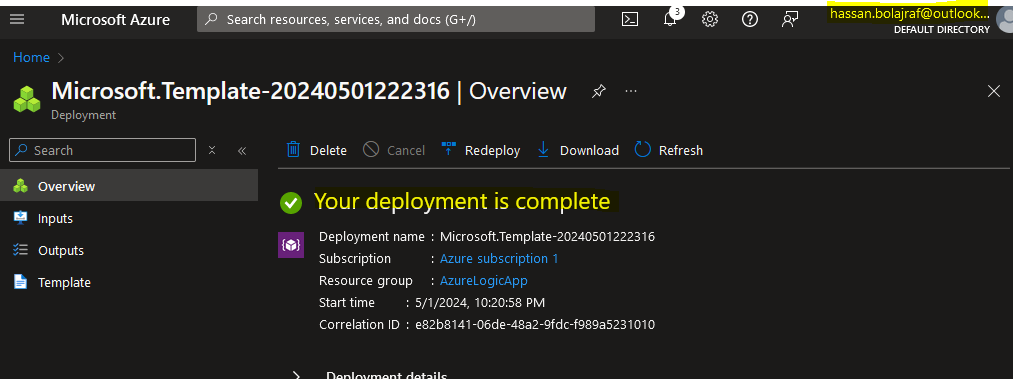 Microsoft Azure
Search resources, services, and docs (G+/)
3
hassan.bolajraf@outlook...
DEFAULT DIRECTORY
Home
Microsoft.Template-20240501222316 | Overview
Deployment
Search
Delete
Cancel
Redeploy
Download
Refresh
Overview
Inputs
Outputs
Template
Your deployment is complete
Deployment name : Microsoft.Template-20240501222316
Subscription : Azure subscription 1
Resource group : AzureLogicApp
Start time : 5/1/2024, 10:20:58 PM
Correlation ID : e82b8141-06de-48a2-9fdc-f989a5231010
Deployment details